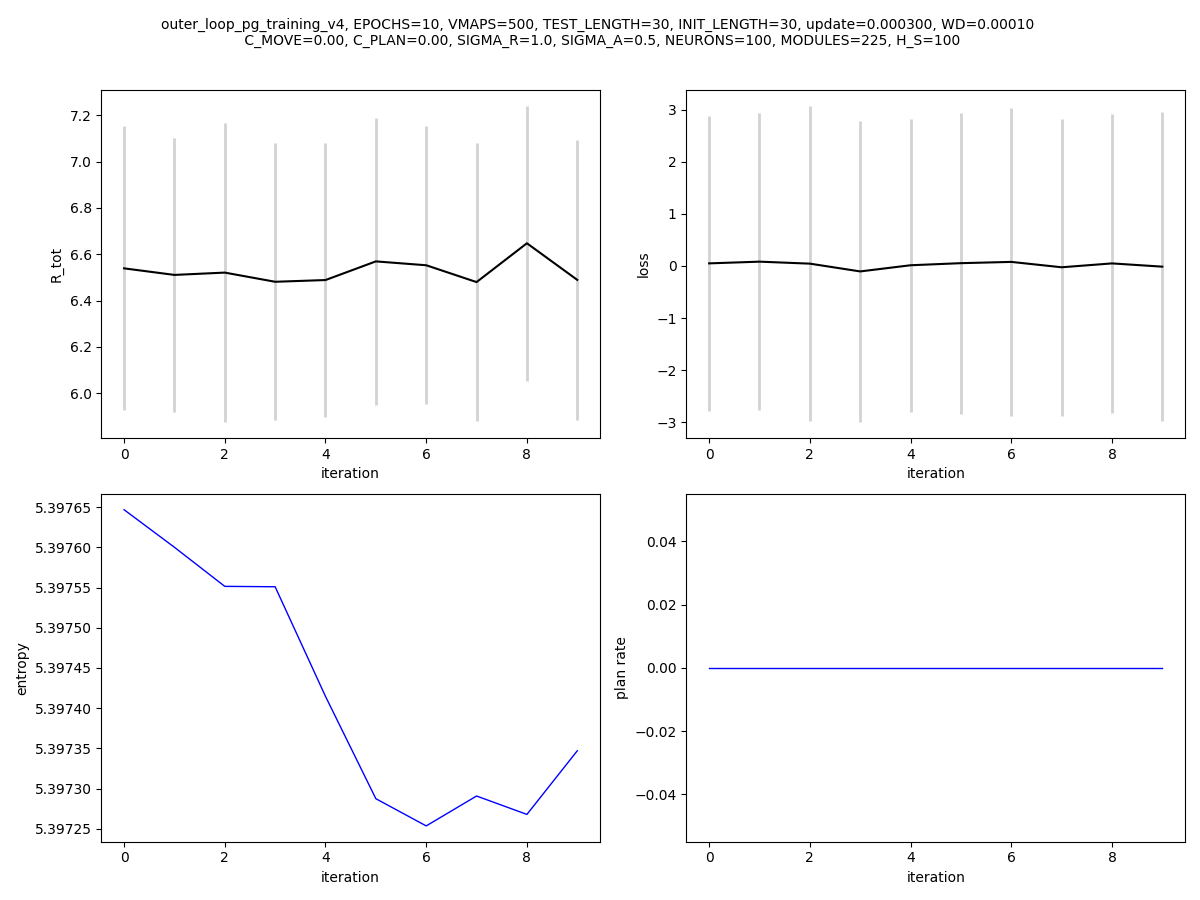 outer_loop_pg_training_v4, EPOCHS=10, VMAPS=500, TEST_LENGTH=30, INIT_LENGTH=30, update=0.000300, WD=0.00010
C_MOVE=0.00, C_PLAN=0.00, SIGMA_R=1.0, SIGMA_A=0.5, NEURONS=100, MODULES=225, H_S=100
7.2
7.0
6.8
6.6
6.4
6.2
6.0
R_tot
0 2 4 6 8
iteration
3
2
1
0
−1
−2
−3
loss
0 2 4 6 8
iteration
5.39765
5.39760
5.39755
5.39750
5.39745
5.39740
5.39735
5.39730
5.39725
entropy
0 2 4 6 8
iteration
0.04
0.02
0.00
−0.02
−0.04
plan rate
0 2 4 6 8
iteration